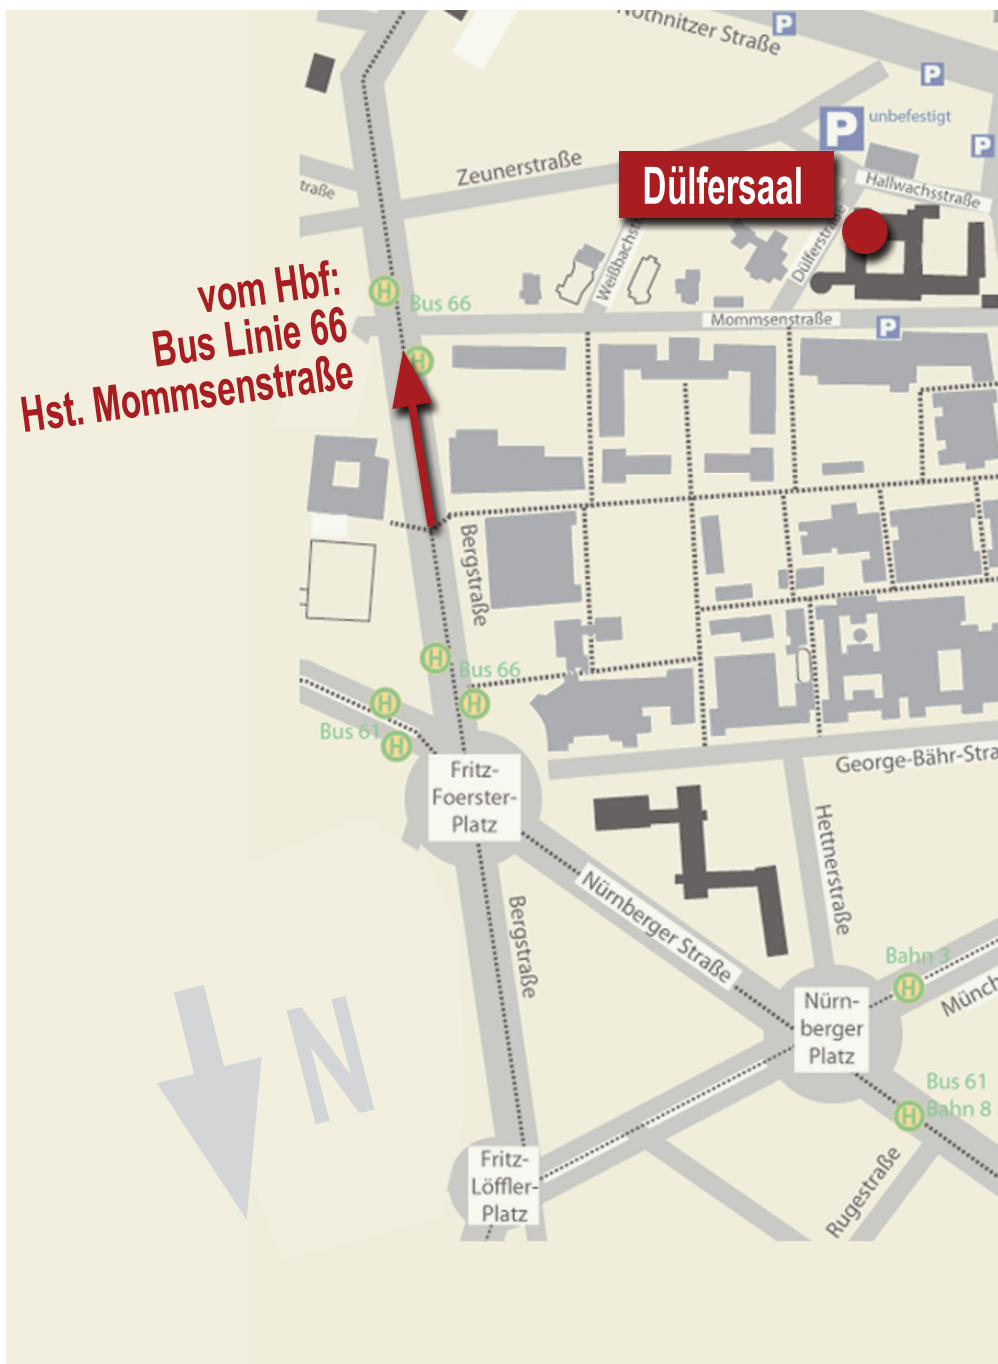 Nöthnitzer Straße
P
P
P
unbefestigt
P
Zeunerstraße
traße
Dülfersaal
Hallwachsstraße
Dülferstraße
Weißbachst
vom Hbf:
Bus Linie 66
Hst. Mommsenstraße
H
Bus 66
Mommsenstraße
P
H
Bergstraße
H
Bus 66
H
H
Bus 61
H
Fritz-
Foerster-
Platz
George-Bähr-Stra
Hettnerstraße
Nürnberger Straße
Bergstraße
Bahn 3
H
Münch
Nürn-
berger
Platz
N
Bus 61
Bahn 8
H
Fritz-
Löffler-
Platz
Rugestraße